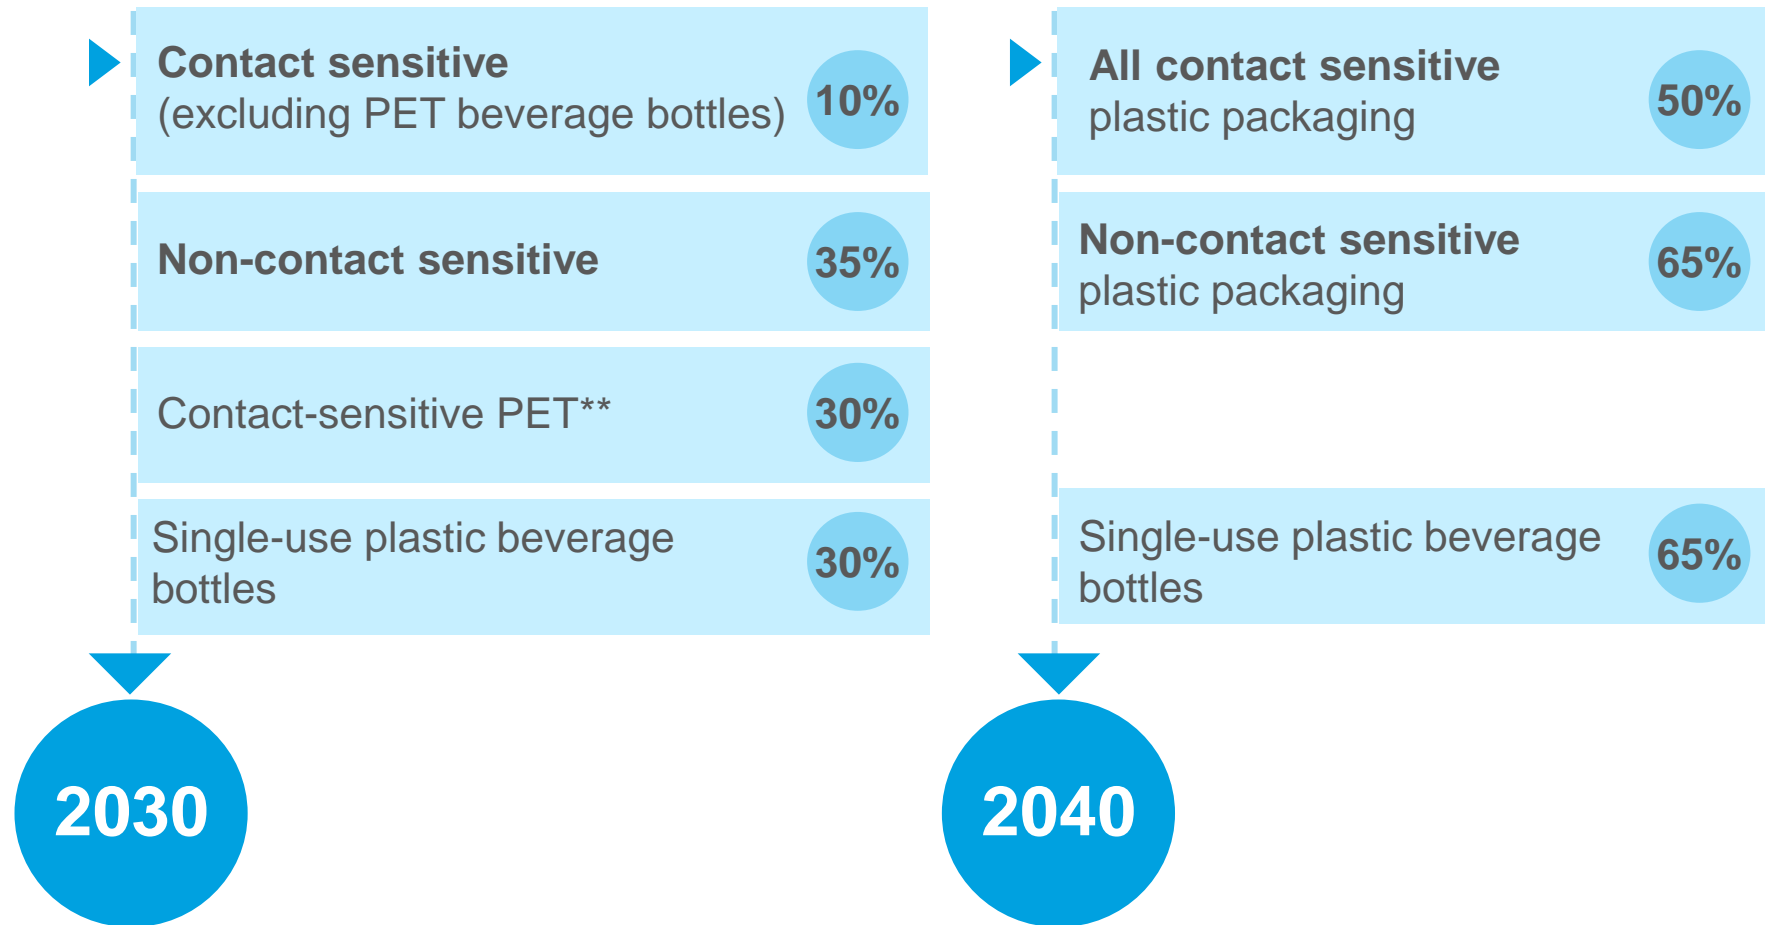 Contact sensitive
(excluding PET beverage bottles)
10%
Non-contact sensitive
35%
Contact-sensitive PET**
30%
Single-use plastic beverage
bottles
30%
2030
All contact sensitive
plastic packaging
50%
Non-contact sensitive
plastic packaging
65%
Single-use plastic beverage
bottles
65%
2040